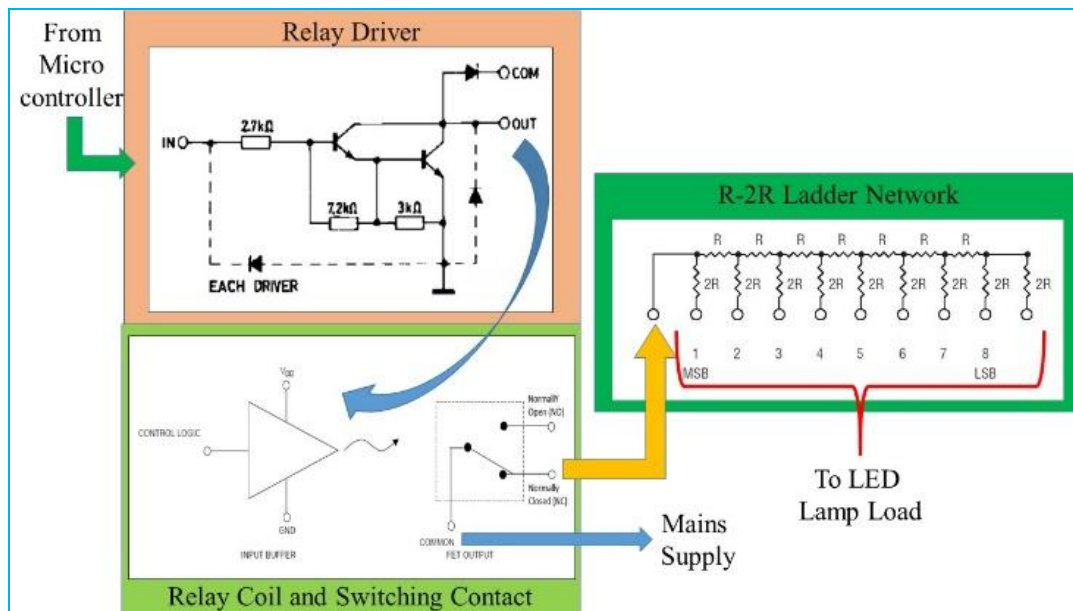 From
Micro
controller
Relay Driver
COM
OUT
IN
2.7kΩ
7.2kΩ
3kΩ
EACH DRIVER
R-2R Ladder Network
R R R R R R R
2R 2R 2R 2R 2R 2R 2R 2R 2R
1 2 3 4 5 6 7 8
MSB LSB
To LED
Lamp Load
VDD
CONTROL LOGIC
GND
INPUT BUFFER
Normally
Open (NO)
Normally
Closed (NC)
COMMON
FET OUTPUT
Mains
Supply
Relay Coil and Switching Contact